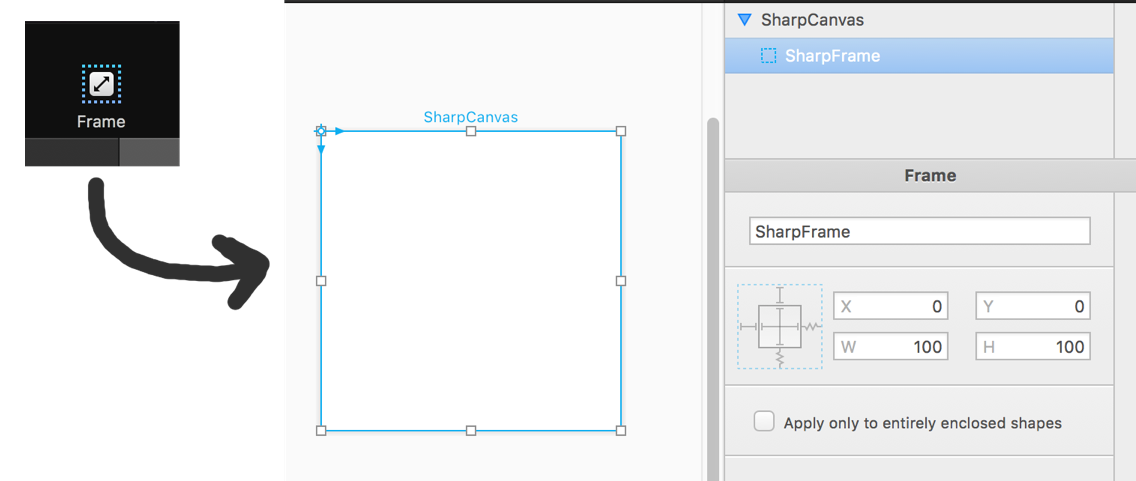 Frame
SharpCanvas
SharpCanvas
SharpFrame
Frame
SharpFrame
X 0 Y 0
W 100 H 100
Apply only to entirely enclosed shapes